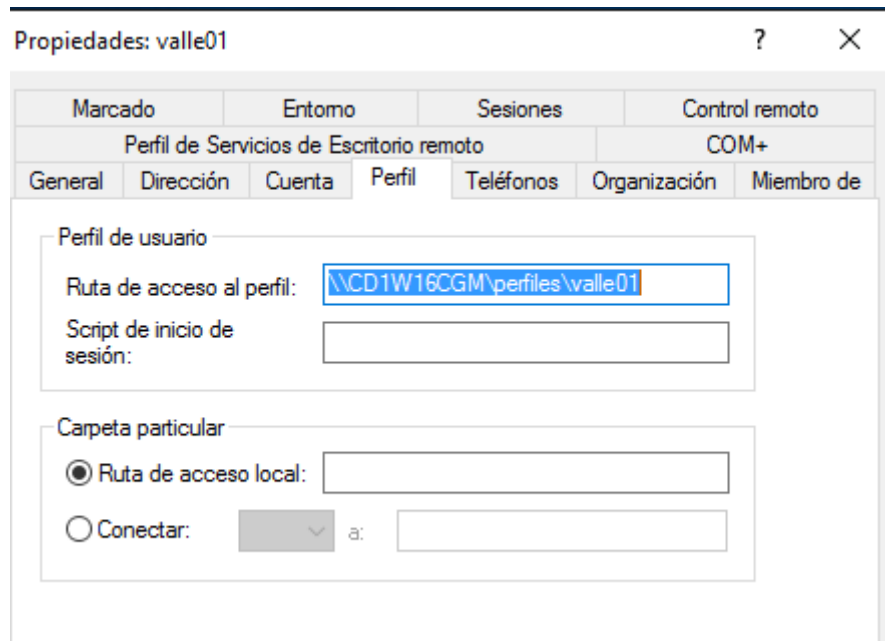 Propiedades: valle01
?
Marcado Entorno Sesiones Control remoto
Perfil de Servicios de Escritorio remoto COM+
General Dirección Cuenta Perfil Teléfonos Organización Miembro de
Perfil de usuario
Ruta de acceso al perfil: \\CD1W16CGM\perfiles\valle01
Script de inicio de
sesión:
Carpeta particular
Ruta de acceso local:
Conectar: a: